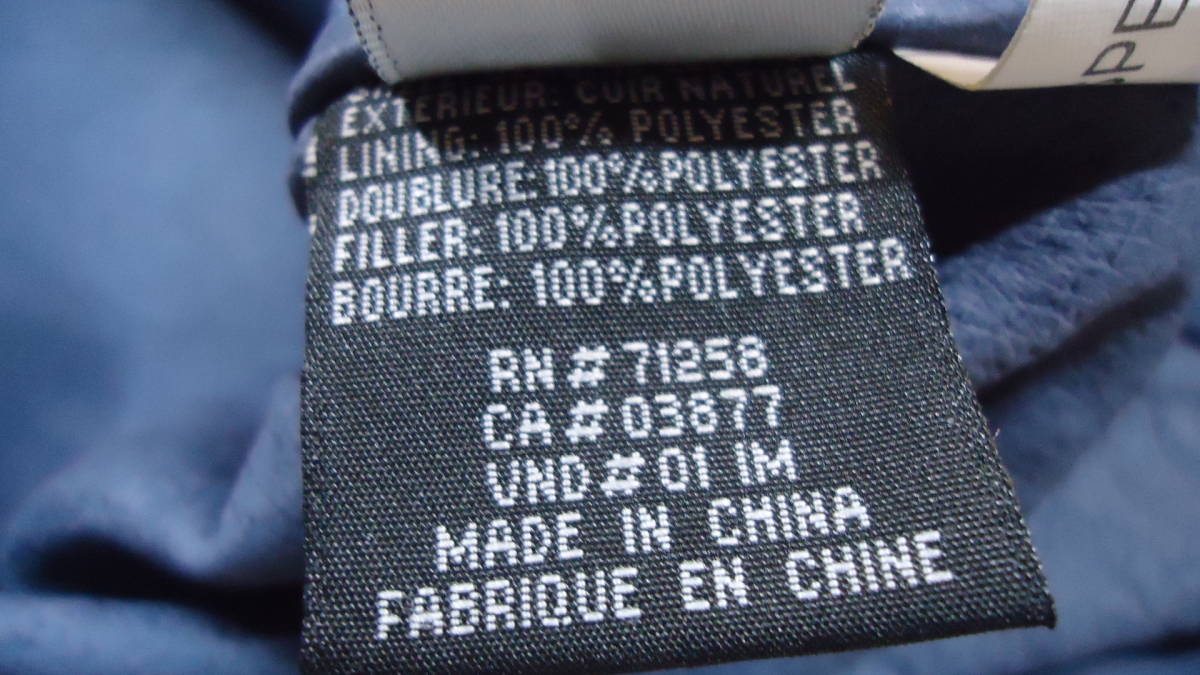 EXTERIEUR: CUIR NATUREL
LINING: 100% POLYESTER
DOUBLURE: 100%POLYESTER
FILLER: 100%POLYESTER
BOURRE: 100%POLYESTER
RN # 71258
CA # 03877
VND # 01 IM
MADE IN CHINA
FABRIQUE EN CHINE